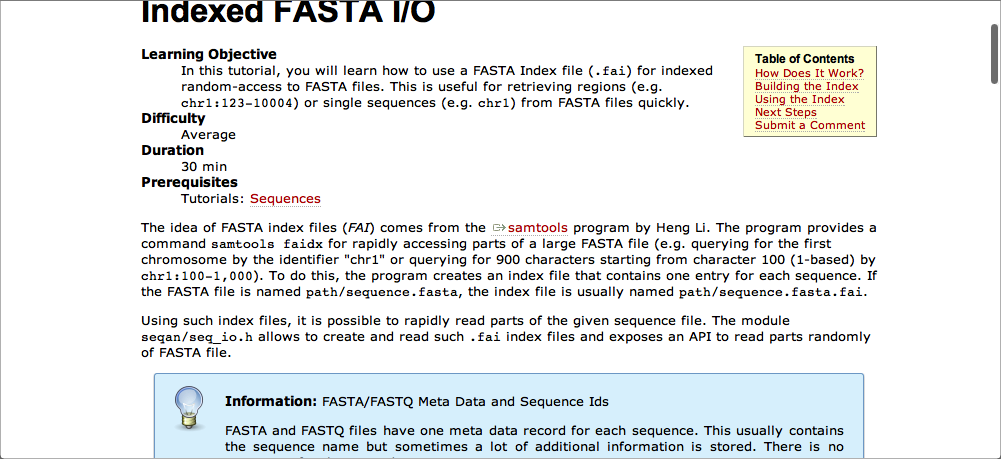 Indexed FASTA I/O
Learning Objective
In this tutorial, you will learn how to use a FASTA Index file (.fai) for indexed
random-access to FASTA files. This is useful for retrieving regions (e.g.
chr1:123-10004) or single sequences (e.g. chr1) from FASTA files quickly.
Difficulty
Average
Duration
30 min
Prerequisites
Tutorials: Sequences
Table of Contents
How Does It Work?
Building the Index
Using the Index
Next Steps
Submit a Comment
The idea of FASTA index files (FAI) comes from the samtools program by Heng Li. The program provides a
command samtools faidx for rapidly accessing parts of a large FASTA file (e.g. querying for the first
chromosome by the identifier "chr1" or querying for 900 characters starting from character 100 (1-based) by
chr1:100-1,000). To do this, the program creates an index file that contains one entry for each sequence. If
the FASTA file is named path/sequence.fasta, the index file is usually named path/sequence.fasta.fai.
Using such index files, it is possible to rapidly read parts of the given sequence file. The module
seqan/seq_io.h allows to create and read such .fai index files and exposes an API to read parts randomly
of FASTA file.
Information: FASTA/FASTQ Meta Data and Sequence Ids
FASTA and FASTQ files have one meta data record for each sequence. This usually contains
the sequence name but sometimes a lot of additional information is stored. There is no